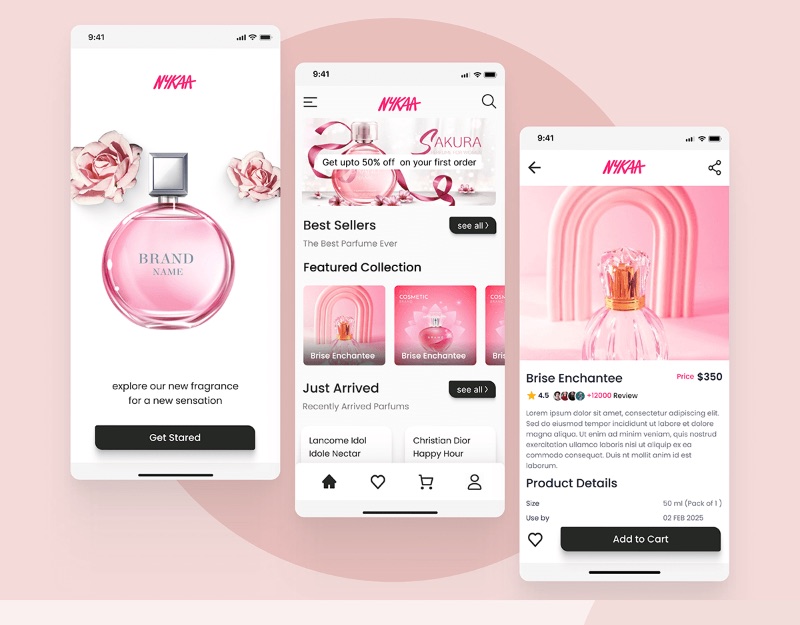 9:41
NYKAA
BRAND
NAME
explore our new fragrance
for a new sensation
Get Stared
9:41
NYKAA
SAKURA
Get upto 50% off on your first order
Best Sellers
see all >
The Best Parfume Ever
Featured Collection
Brise Enchantee
COSMETIC
Brise Enchantee
Bris
Just Arrived
see all >
Recently Arrived Parfums
Lancome Idol
Idole Nectar
Christian Dior
Happy Hour
9:41
NYKAA
Brise Enchantee
Price $350
4.5 +12000 Review
Lorem ipsum dolor sit amet, consectetur adipiscing elit.
Sed do eiusmod tempor incididunt ut labore et dolore
magna aliqua. Ut enim ad minim veniam, quis nostrud
exercitation ullamco laboris nisi ut aliquip ex ea
commodo consequat. Duis nt mollit anim id est
laborum.
Product Details
Size 50 ml (Pack of 1)
Use by 02 FEB 2025
Add to Cart